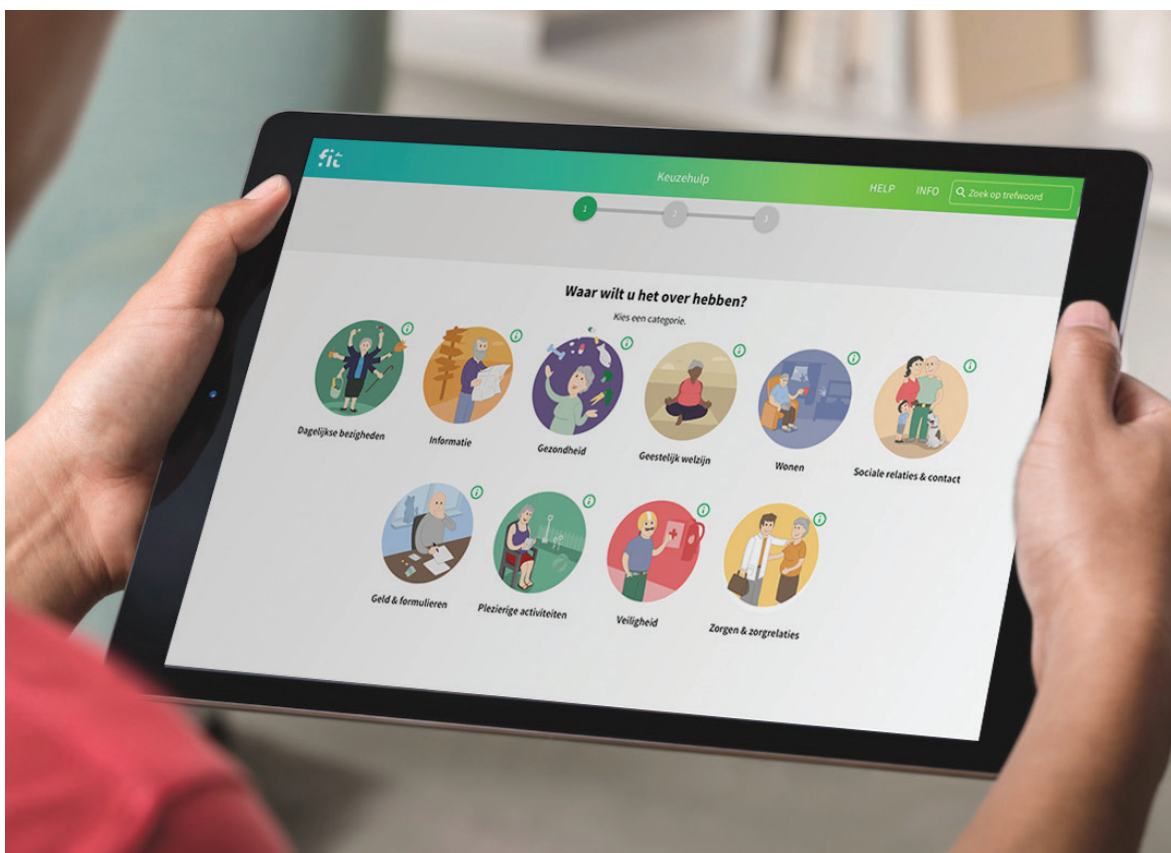 fit
Keuzehulp
HELP
INFO
Zoek op trefwoord
1
2
3
Waar wilt u het over hebben?
Kies een categorie.
Dagelijkse bezigheden
Informatie
Gezondheid
Geestelijk welzijn
Wonen
Sociale relaties & contact
Geld & formulieren
Plezierige activiteiten
Veiligheid
Zorgen & zorgrelaties